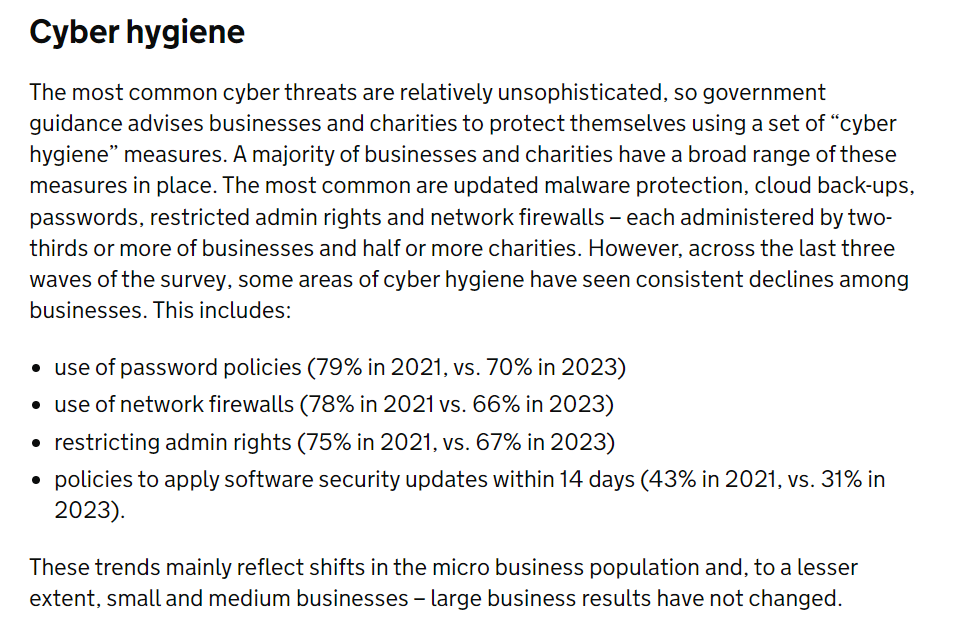 Cyber hygiene
The most common cyber threats are relatively unsophisticated, so government
guidance advises businesses and charities to protect themselves using a set of “cyber
hygiene” measures. A majority of businesses and charities have a broad range of these
measures in place. The most common are updated malware protection, cloud back-ups,
passwords, restricted admin rights and network firewalls – each administered by two-
thirds or more of businesses and half or more charities. However, across the last three
waves of the survey, some areas of cyber hygiene have seen consistent declines among
businesses. This includes:
• use of password policies (79% in 2021, vs. 70% in 2023)
• use of network firewalls (78% in 2021 vs. 66% in 2023)
• restricting admin rights (75% in 2021, vs. 67% in 2023)
• policies to apply software security updates within 14 days (43% in 2021, vs. 31% in
2023).
These trends mainly reflect shifts in the micro business population and, to a lesser
extent, small and medium businesses – large business results have not changed.